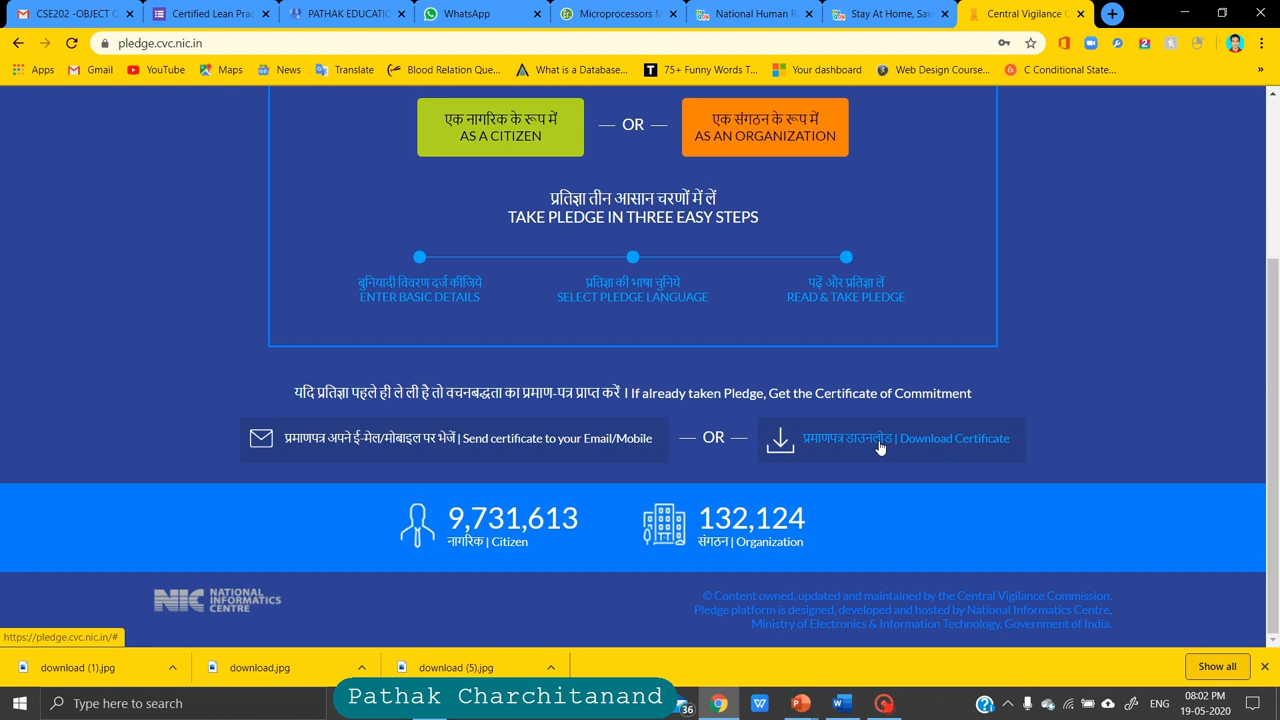 CSE202 -OBJECT O
Certified Lean Prac
PATHAK EDUCATIO
WhatsApp
Microprocessors M
National Human R
Stay At Home, Sav
Central Vigilance C
pledge.cvc.nic.in
Apps
Gmail
YouTube
Maps
News
Translate
Blood Relation Que...
What is a Database...
75+ Funny Words T...
Your dashboard
Web Design Course...
C Conditional State...
»
एक नागरिक के रूप में
AS A CITIZEN
OR
एक संगठन के रूप में
AS AN ORGANIZATION
प्रतिज्ञा तीन आसान चरणों में लें
TAKE PLEDGE IN THREE EASY STEPS
बुनियादी विवरण दर्ज कीजिये
ENTER BASIC DETAILS
प्रतिज्ञा की भाषा चुनिये
SELECT PLEDGE LANGUAGE
पढ़ें और प्रतिज्ञा लें
READ & TAKE PLEDGE
यदि प्रतिज्ञा पहले ही ले ली है तो वचनबद्धता का प्रमाण-पत्र प्राप्त करें । If already taken Pledge, Get the Certificate of Commitment
प्रमाणपत्र अपने ई-मेल/मोबाइल पर भेजें | Send certificate to your Email/Mobile
OR
प्रमाणपत्र डाउनलोड | Download Certificate
9,731,613
नागरिक | Citizen
132,124
संगठन | Organization
NIC NATIONAL INFORMATICS CENTRE
© Content owned, updated and maintained by the Central Vigilance Commission.
Pledge platform is designed, developed and hosted by National Informatics Centre,
Ministry of Electronics & Information Technology, Government of India.
https://pledge.cvc.nic.in/#
download (1).jpg
download.jpg
download (5).jpg
Show all
Type here to search
Pathak Charchitanand
36
ENG
08:02 PM
19-05-2020